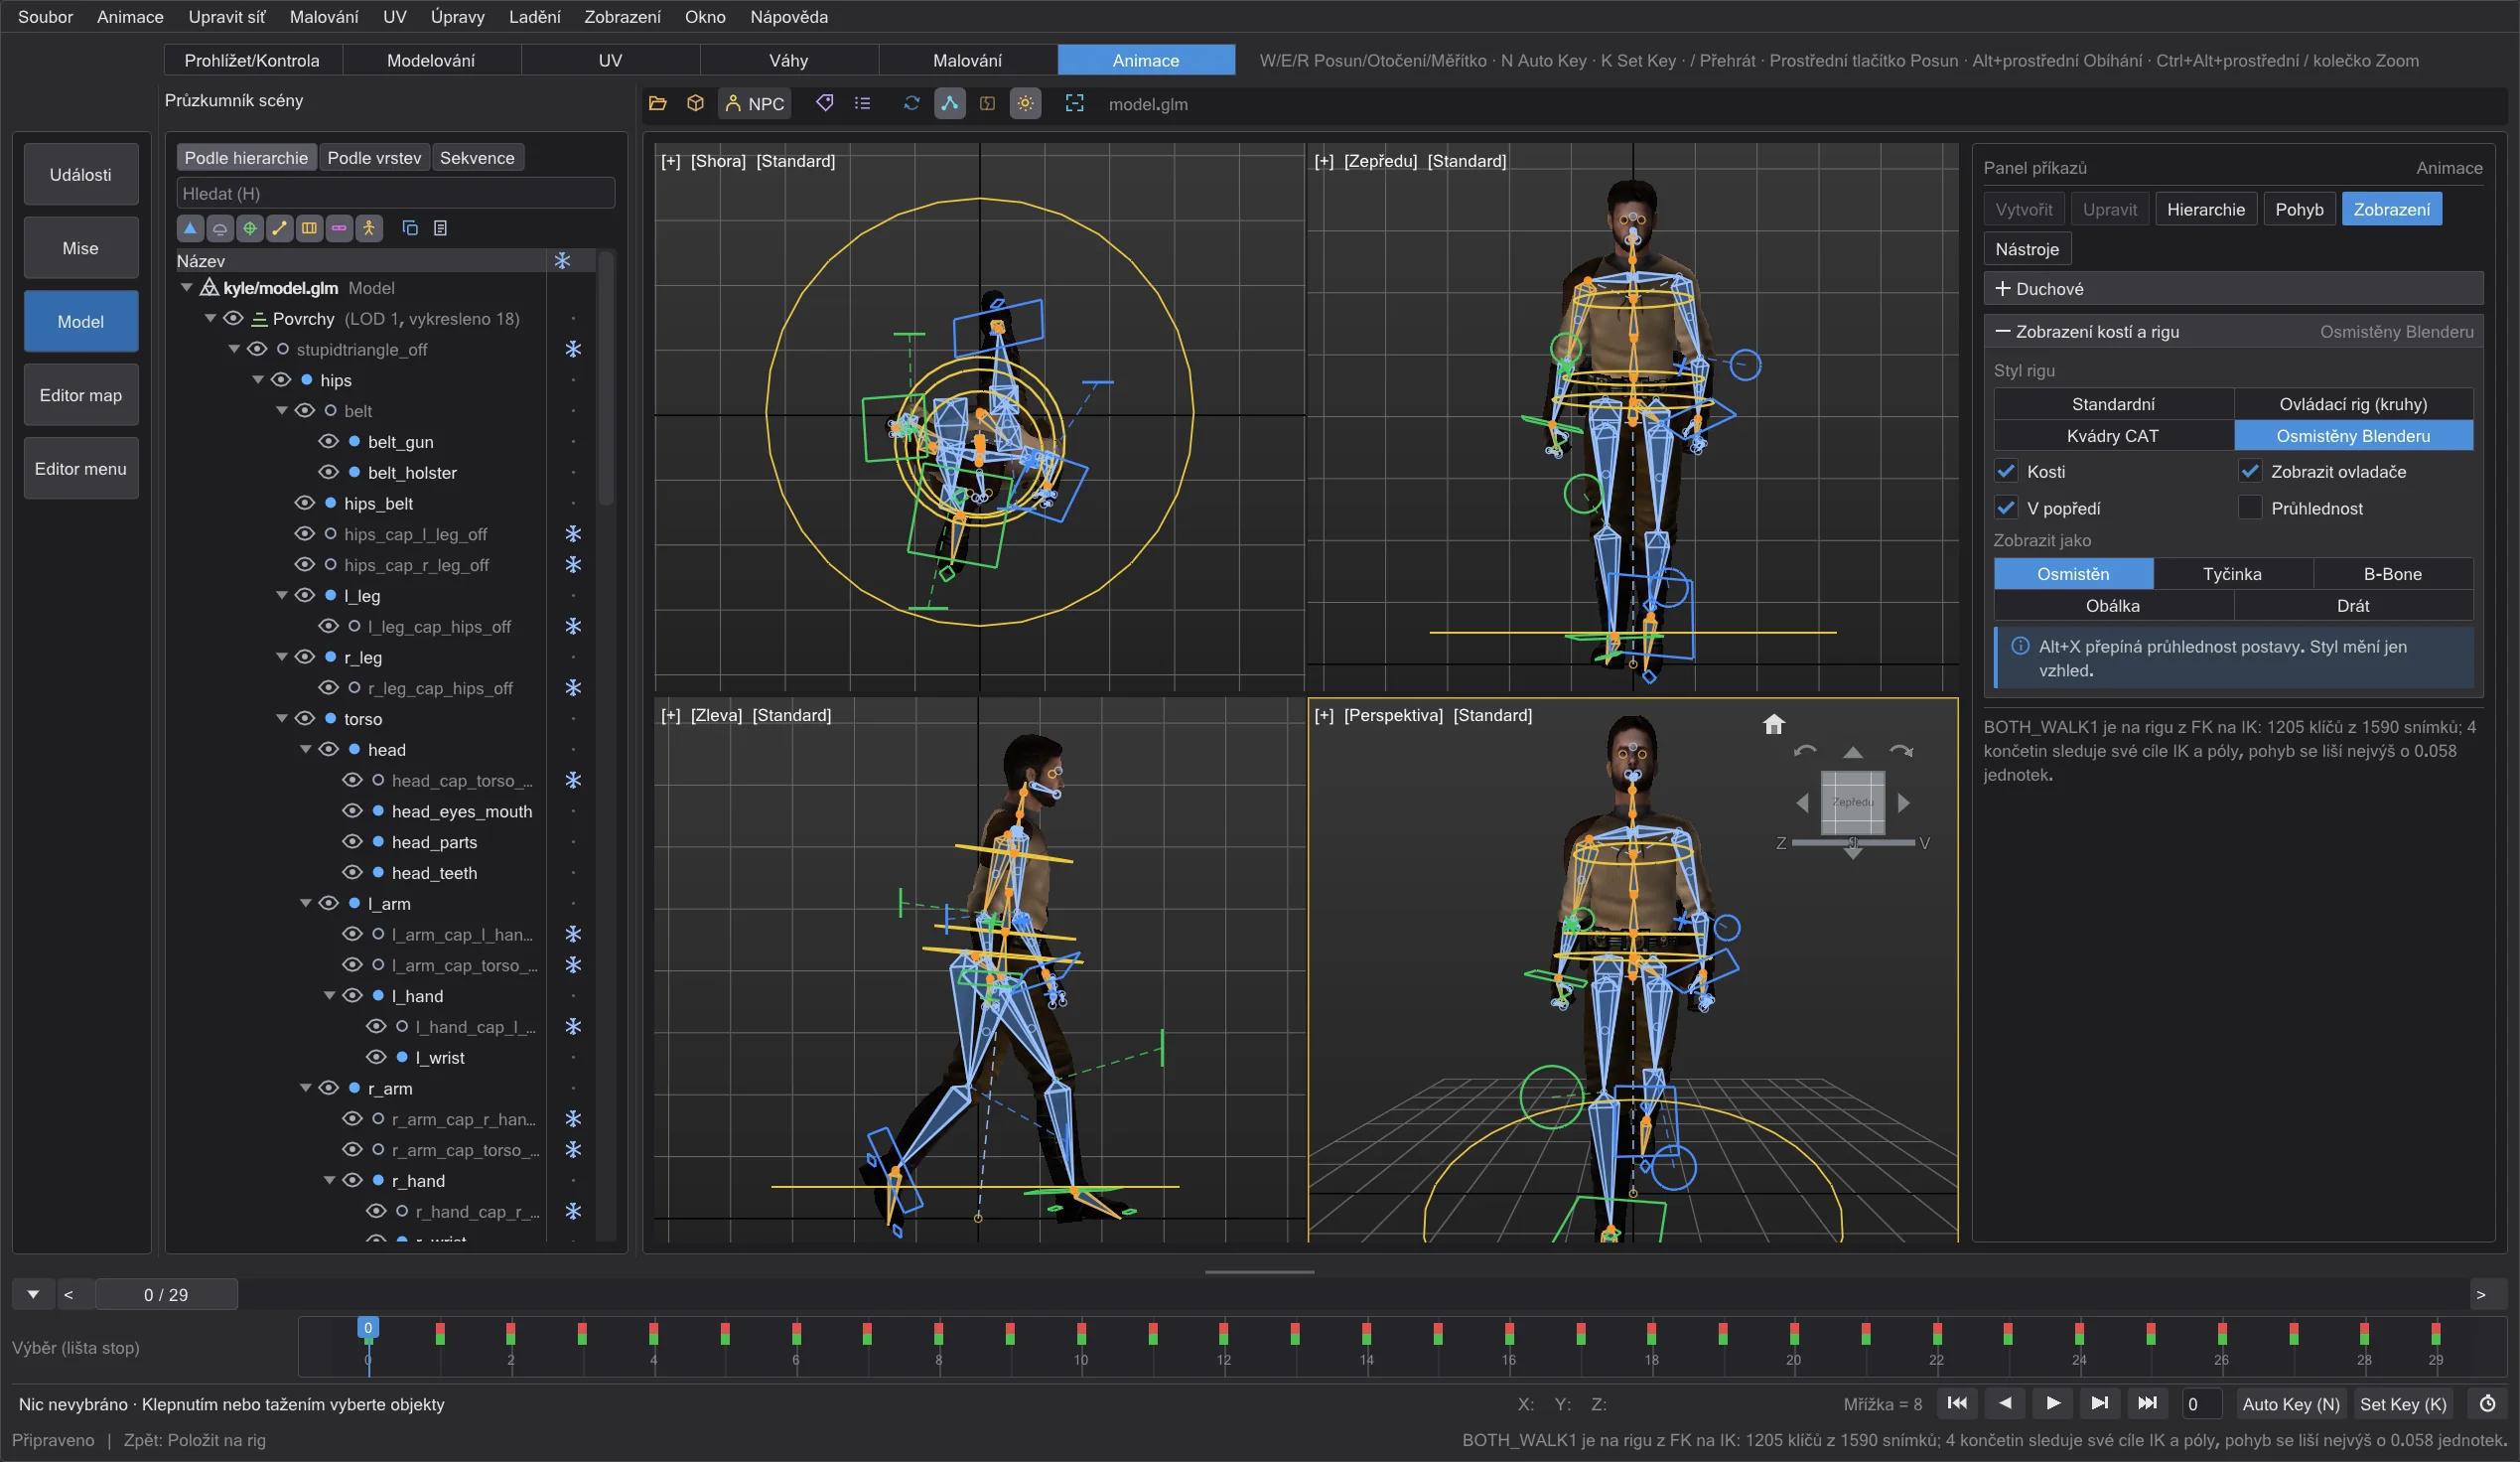 Soubor Animace Upravit síť Malování UV Úpravy Ladění Zobrazení Okno Nápověda
Prohlížet/Kontrola Modelování UV Váhy Malování Animace W/E/R Posun/Otočení/Měřítko · N Auto Key · K Set Key · / Přehrát · Prostřední tlačítko Posun · Alt+prostřední Obíhání · Ctrl+Alt+prostřední / kolečko Zoom
Průzkumník scény
NPC model.glm
Události
Mise
Model
Editor map
Editor menu
Podle hierarchie Podle vrstev Sekvence
Hledat (H)
Název
kyle/model.glm Model
Povrchy (LOD 1, vykresleno 18)
stupidtriangle_off
hips
belt
belt_gun
belt_holster
hips_belt
hips_cap_l_leg_off
hips_cap_r_leg_off
l_leg
l_leg_cap_hips_off
r_leg
r_leg_cap_hips_off
torso
head
head_cap_torso_...
head_eyes_mouth
head_parts
head_teeth
l_arm
l_arm_cap_l_han...
l_arm_cap_torso_...
l_hand
l_hand_cap_l_...
l_wrist
r_arm
r_arm_cap_r_han...
r_arm_cap_torso_...
r_hand
r_hand_cap_r_...
r_wrist
[+] [Shora] [Standard]
[+] [Zepředu] [Standard]
[+] [Zleva] [Standard]
[+] [Perspektiva] [Standard]
Zepředu
Z V
Panel příkazů Animace
Vytvořit Upravit Hierarchie Pohyb Zobrazení
Nástroje
Duchové
Zobrazení kostí a rigu Osmistěny Blenderu
Styl rigu
Standardní Ovládací rig (kruhy)
Kvádry CAT Osmistěny Blenderu
Kosti Zobrazit ovladače
V popředí Průhlednost
Zobrazit jako
Osmistěn Tyčinka B-Bone
Obálka Drát
Alt+X přepíná průhlednost postavy. Styl mění jen
vzhled.
BOTH_WALK1 je na rigu z FK na IK: 1205 klíčů z 1590 snímků; 4
končetin sleduje své cíle IK a póly, pohyb se liší nejvýš o 0.058
jednotek.
< 0 / 29 >
Výběr (lišta stop)
0
0 2 4 6 8 10 12 14 16 18 20 22 24 26 28 29
Nic nevybráno · Klepnutím nebo tažením vyberte objekty X: Y: Z: Mřížka = 8 0 Auto Key (N) Set Key (K)
Připraveno | Zpět: Položit na rig BOTH_WALK1 je na rigu z FK na IK: 1205 klíčů z 1590 snímků; 4 končetin sleduje své cíle IK a póly, pohyb se liší nejvýš o 0.058 jednotek.